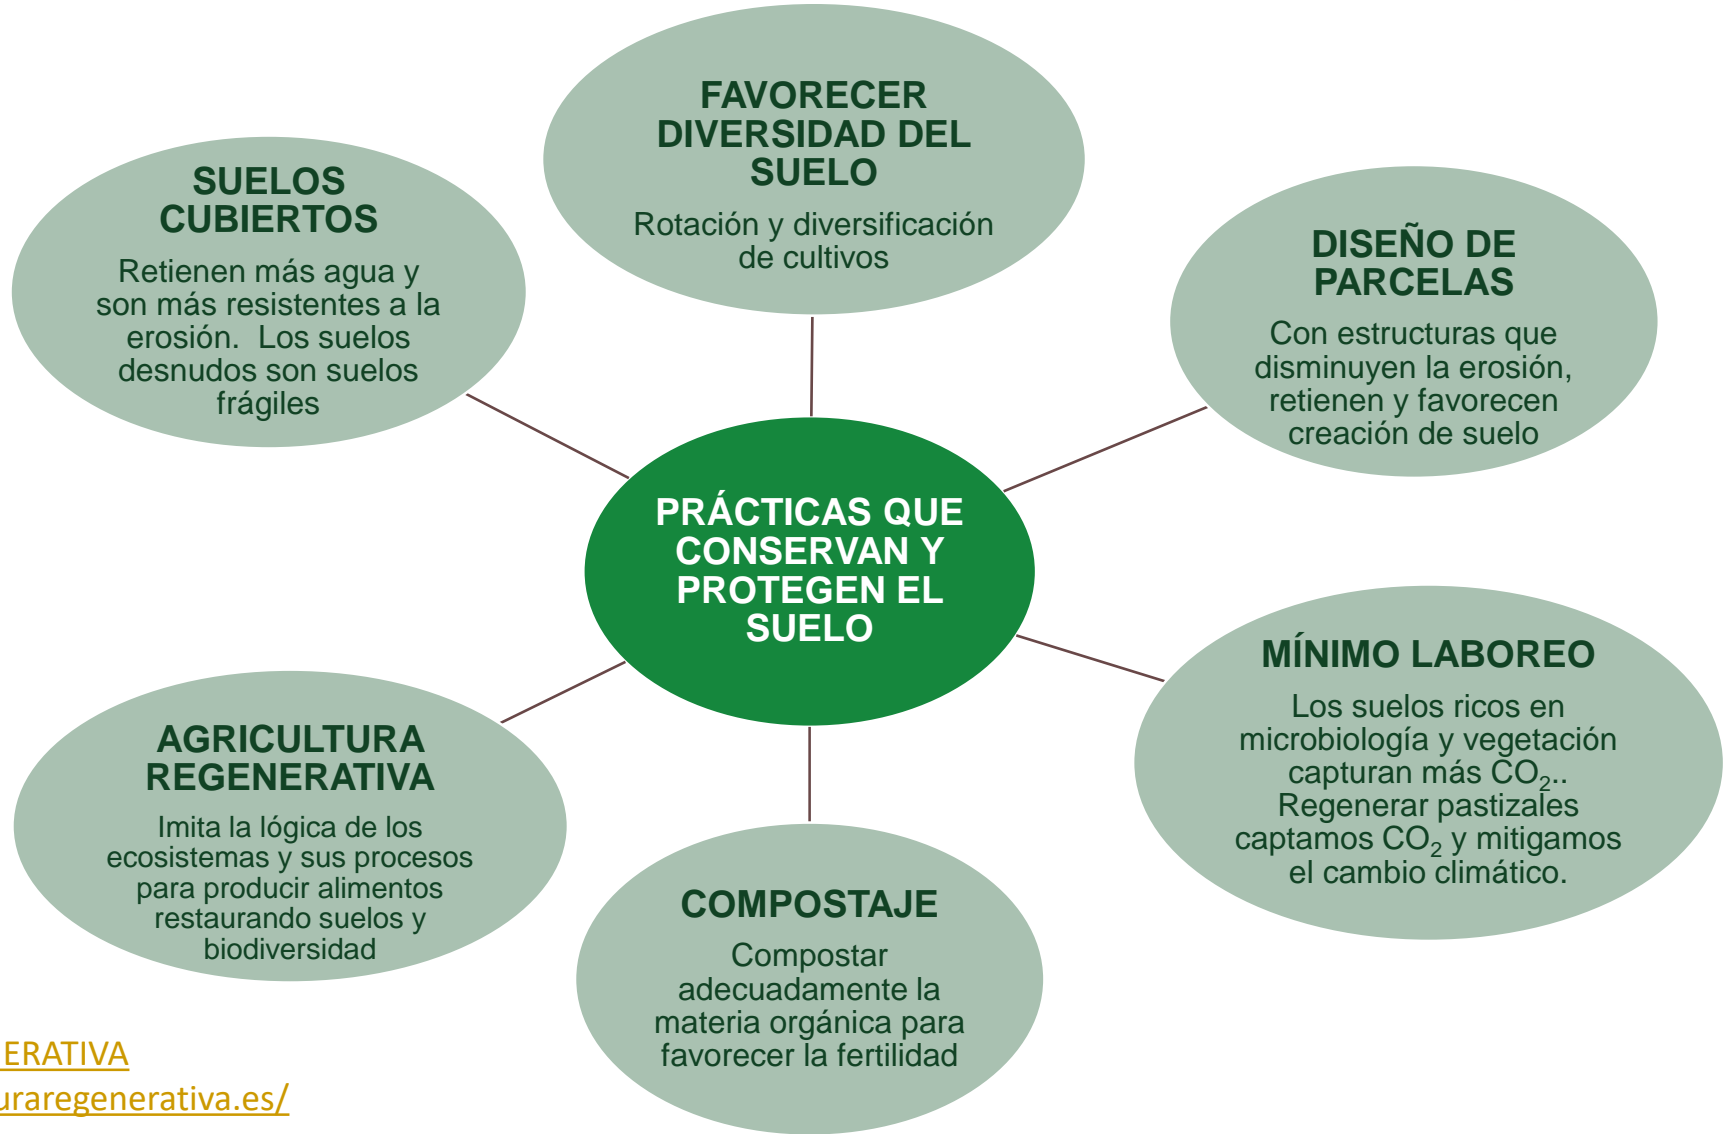 FAVORECER
DIVERSIDAD DEL
SUELO
Rotación y diversificación
de cultivos
SUELOS
CUBIERTOS
Retienen más agua y
son más resistentes a la
erosión.  Los suelos
desnudos son suelos
frágiles
DISEÑO DE
PARCELAS
Con estructuras que
disminuyen la erosión,
retienen y favorecen
creación de suelo
PRÁCTICAS QUE
CONSERVAN Y
PROTEGEN EL
SUELO
MÍNIMO LABOREO
Los suelos ricos en
microbiología y vegetación
capturan más CO₂..
Regenerar pastizales
captamos CO₂ y mitigamos
el cambio climático.
AGRICULTURA
REGENERATIVA
Imita la lógica de los
ecosistemas y sus procesos
para producir alimentos
restaurando suelos y
biodiversidad
COMPOSTAJE
Compostar
adecuadamente la
materia orgánica para
favorecer la fertilidad
ERATIVA
uraregenerativa.es/